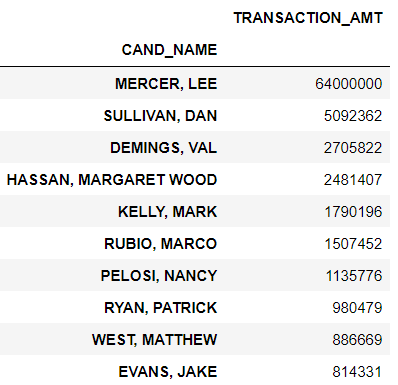 TRANSACTION_AMT
CAND_NAME
MERCER, LEE 64000000
SULLIVAN, DAN 5092362
DEMINGS, VAL 2705822
HASSAN, MARGARET WOOD 2481407
KELLY, MARK 1790196
RUBIO, MARCO 1507452
PELOSI, NANCY 1135776
RYAN, PATRICK 980479
WEST, MATTHEW 886669
EVANS, JAKE 814331